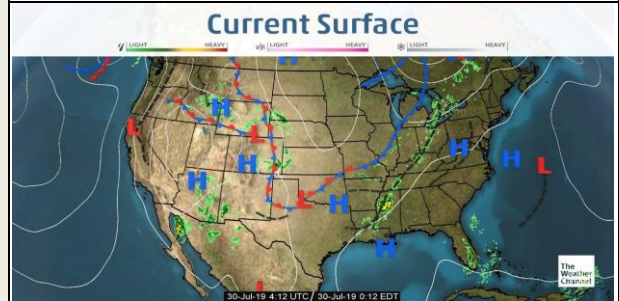 Current Surface
LIGHT HEAVY LIGHT HEAVY LIGHT HEAVY
H
H
L
L
H
H
H
L
H
H
L
H
L
The
Weather
Channel
30-Jul-19 4:12 UTC / 30-Jul-19 0:12 EDT